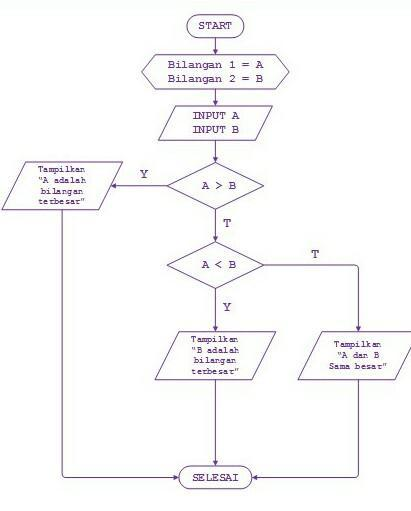 START
Bilangan 1 = A
Bilangan 2 = B
INPUT A
INPUT B
A > B
Y
Tampilkan
"A adalah
bilangan
terbesar"
T
A < B
T
Y
Tampilkan
"B adalah
bilangan
terbesar"
Tampilkan
"A dan B
Sama besar"
SELESAI